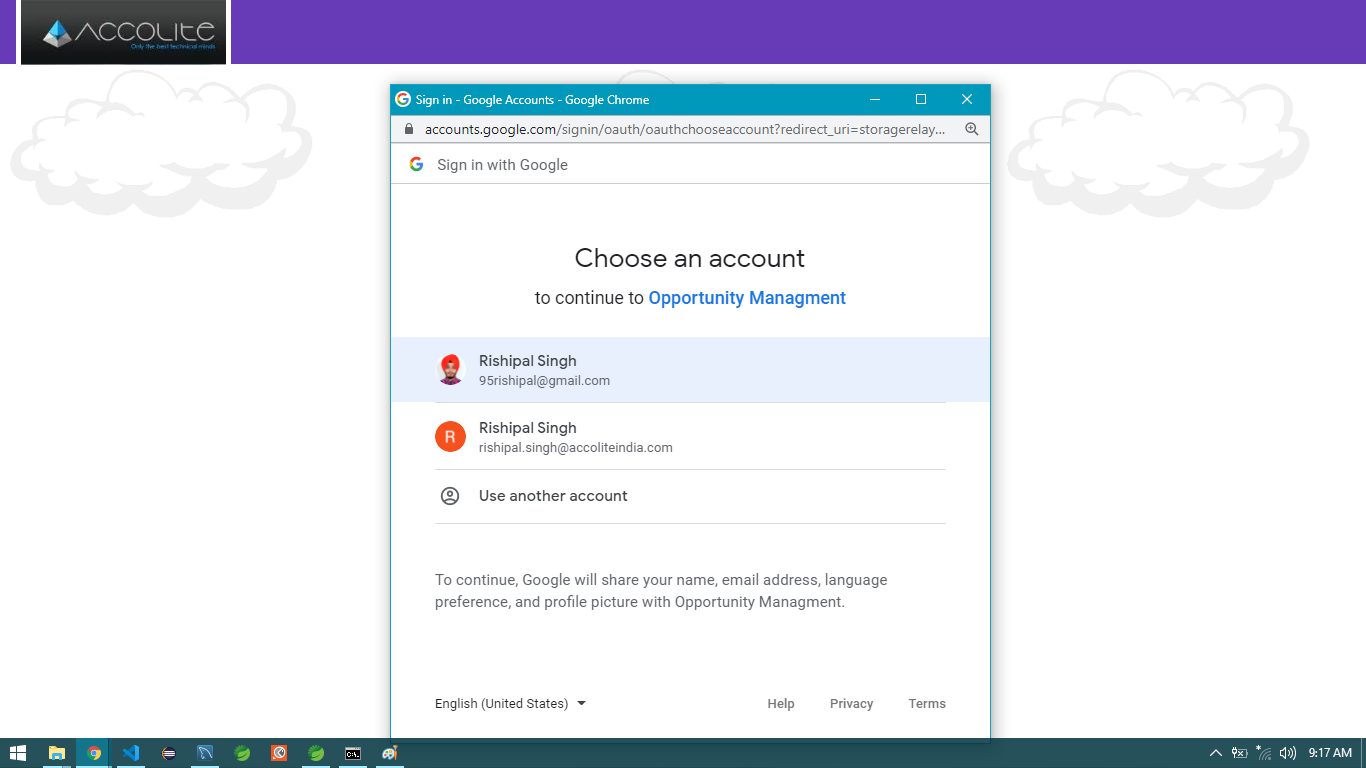 ACCOLITE
Only the best technical minds
Sign in - Google Accounts - Google Chrome
accounts.google.com/signin/oauth/oauthchooseaccount?redirect_uri=storagerelay...
Sign in with Google
Choose an account
to continue to Opportunity Managment
Rishipal Singh
95rishipal@gmail.com
R
Rishipal Singh
rishipal.singh@accoliteindia.com
Use another account
To continue, Google will share your name, email address, language
preference, and profile picture with Opportunity Managment.
English (United States)
Help Privacy Terms
9:17 AM